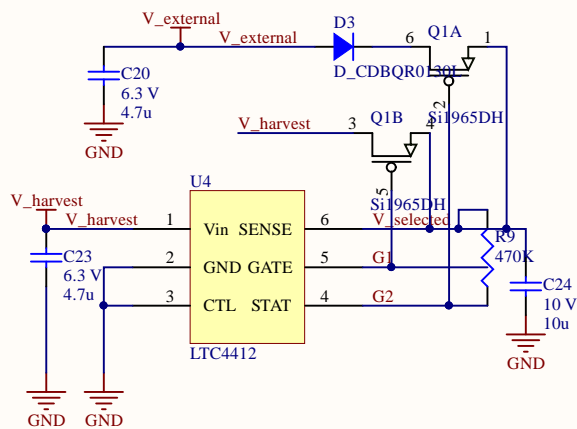 V_external
V_external
D3
D_CDBQR0130L
6
Q1A
1
2
Si1965DH
C20
6.3 V
4.7u
GND
V_harvest
3
Q1B
4
5
Si1965DH
V_harvest
V_harvest
U4
1
Vin
SENSE
6
V_selected
2
GND
GATE
5
G1
3
CTL
STAT
4
G2
LTC4412
C23
6.3 V
4.7u
R9
470K
C24
10 V
10u
GND
GND
GND